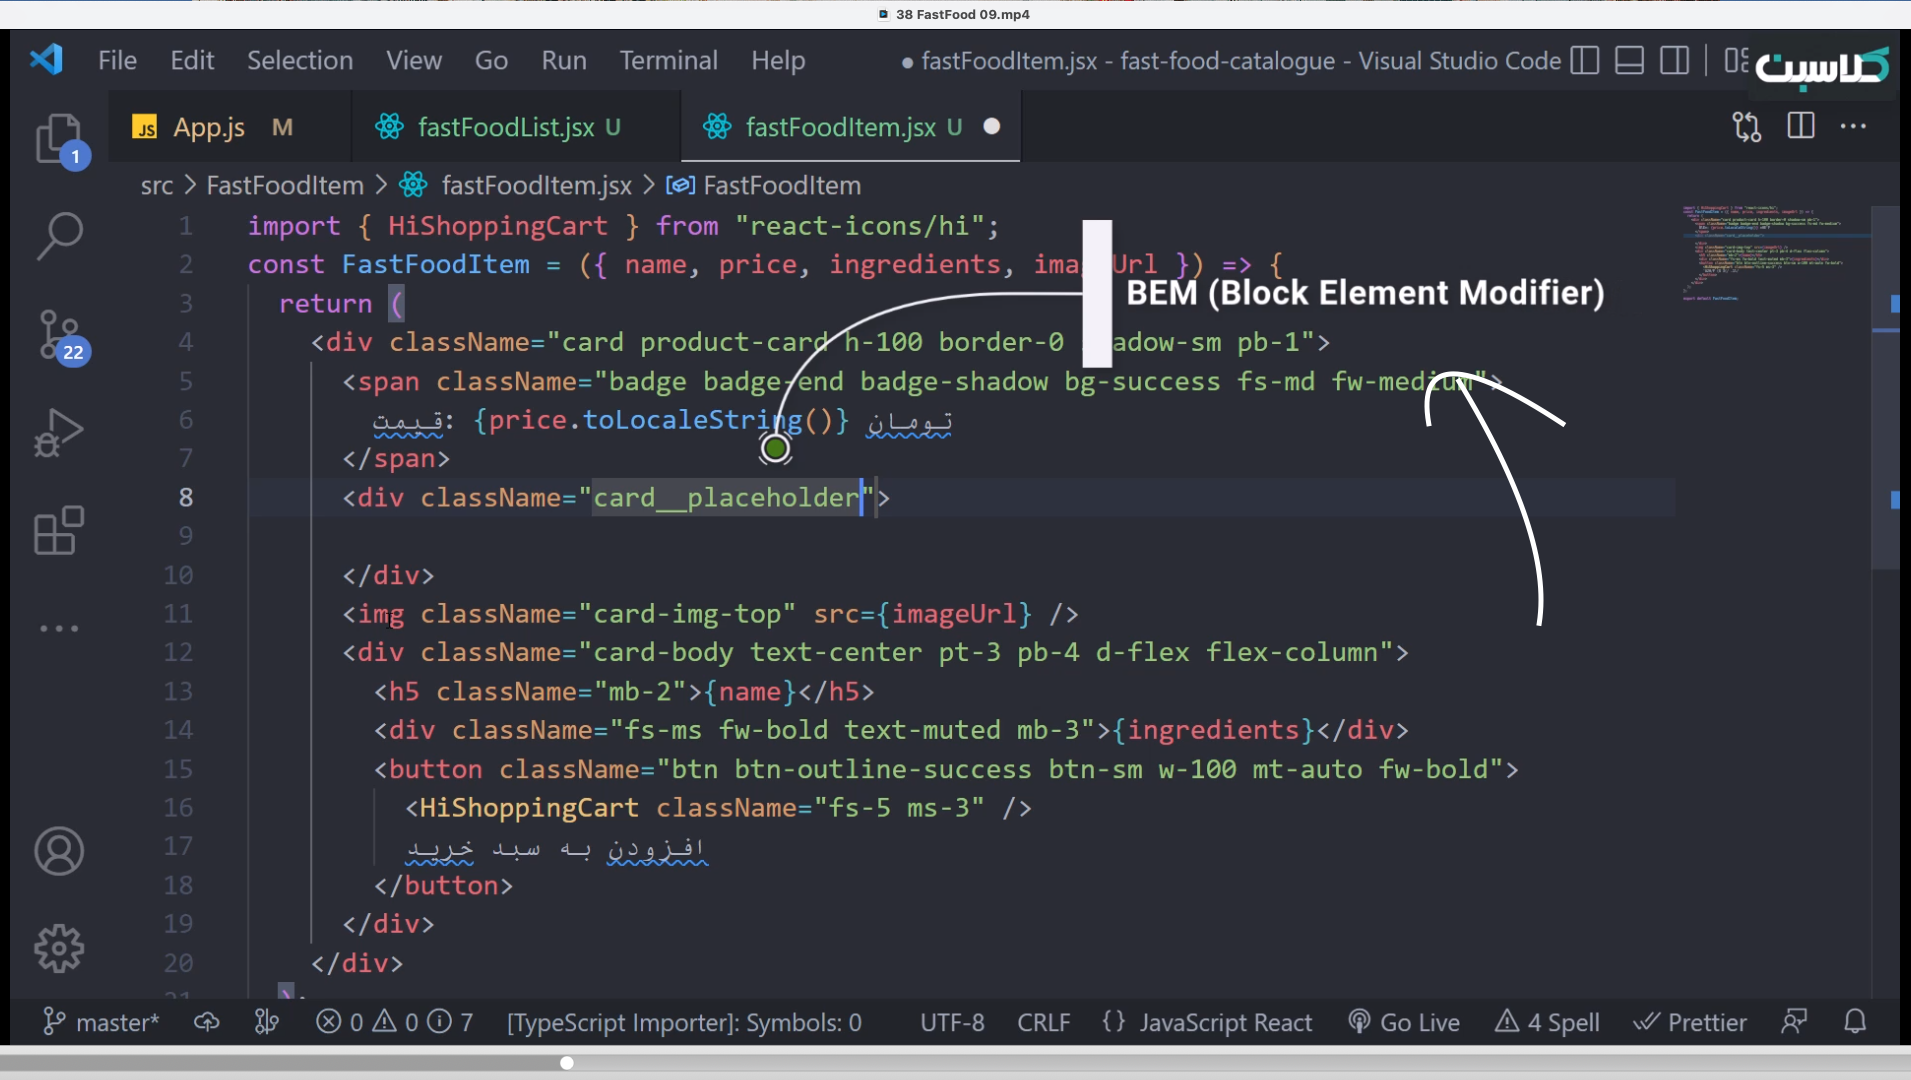 38 FastFood 09.mp4
File Edit Selection View Go Run Terminal Help
● fastFoodItem.jsx - fast-food-catalogue - Visual Studio Code
کلاسبن
JS App.js M
fastFoodList.jsx U
fastFoodItem.jsx U ●
src > FastFoodItem > fastFoodItem.jsx > FastFoodItem
1 import { HiShoppingCart } from "react-icons/hi";
2 const FastFoodItem = ({ name, price, ingredients, ima Url }) => {
BEM (Block Element Modifier)
3 return (
4 <div className="card product-card h-100 border-0 adow-sm pb-1">
5 <span className="badge badge-end badge-shadow bg-success fs-md fw-medium">
6 قیمت: {price.toLocaleString()} تومان
7 </span>
8 <div className="card__placeholder">
9
10 </div>
11 <img className="card-img-top" src={imageUrl} />
12 <div className="card-body text-center pt-3 pb-4 d-flex flex-column">
13 <h5 className="mb-2">{name}</h5>
14 <div className="fs-ms fw-bold text-muted mb-3">{ingredients}</div>
15 <button className="btn btn-outline-success btn-sm w-100 mt-auto fw-bold">
16 <HiShoppingCart className="fs-5 ms-3" />
17 افزودن به سبد خرید
18 </button>
19 </div>
20 </div>
1
22
master* 0 0 7 [TypeScript Importer]: Symbols: 0 UTF-8 CRLF {} JavaScript React Go Live 4 Spell Prettier